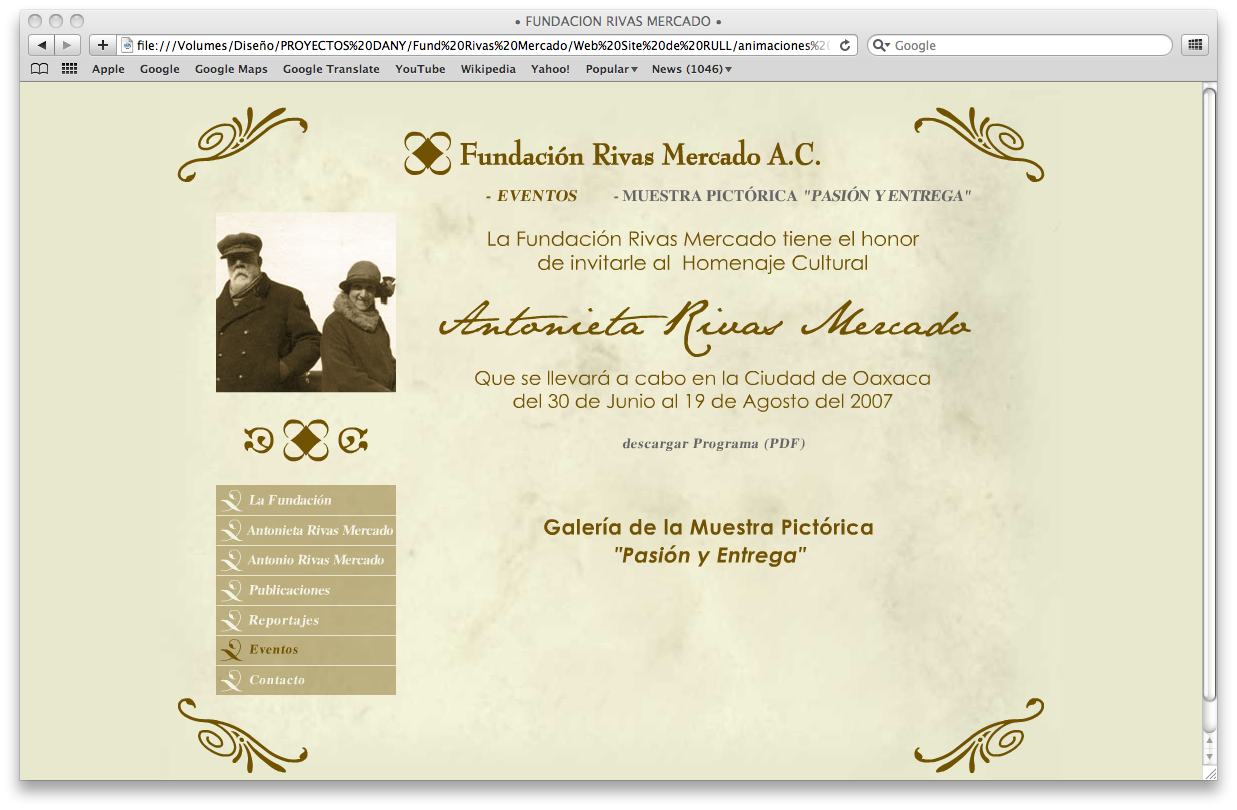 • FUNDACION RIVAS MERCADO •
file:///Volumes/Diseño/PROYECTOS%20DANY/Fund%20Rivas%20Mercado/Web%20Site%20de%20RULL/animaciones%2
Google
Apple Google Google Maps Google Translate YouTube Wikipedia Yahoo! Popular News (1046)
Fundación Rivas Mercado A.C.
- EVENTOS - MUESTRA PICTÓRICA "PASIÓN Y ENTREGA"
La Fundación Rivas Mercado tiene el honor
de invitarle al Homenaje Cultural
Antonieta Rivas Mercado
Que se llevará a cabo en la Ciudad de Oaxaca
del 30 de Junio al 19 de Agosto del 2007
descargar Programa (PDF)
Galería de la Muestra Pictórica
"Pasión y Entrega"
La Fundación
Antonieta Rivas Mercado
Antonio Rivas Mercado
Publicaciones
Reportajes
Eventos
Contacto